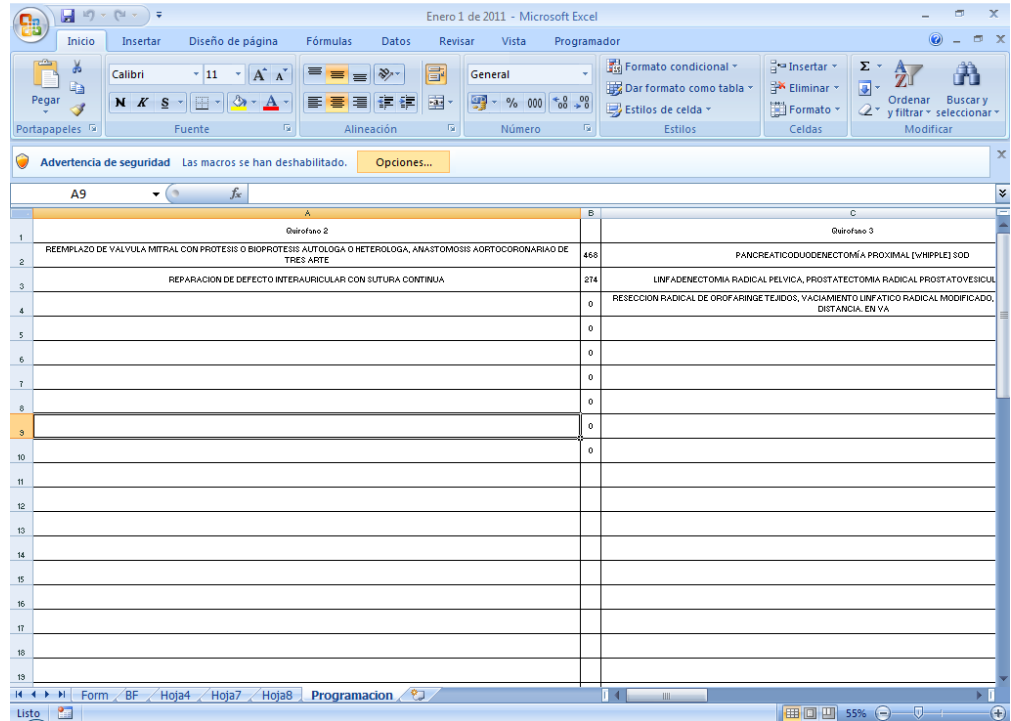 Enero 1 de 2011 - Microsoft Excel
Inicio Insertar Diseño de página Fórmulas Datos Revisar Vista Programador
Pegar
Calibri 11 A A
N K S A
General
% 000
Formato condicional
Dar formato como tabla
Estilos de celda
Insertar
Eliminar
Formato
Σ
Ordenar y filtrar
Buscar y seleccionar
Portapapeles Fuente Alineación Número Estilos Celdas Modificar
Advertencia de seguridad Las macros se han deshabilitado. Opciones...
A9 fx
A B C
1 Quirofano 2 Quirofano 3
2 REEMPLAZO DE VALVULA MITRAL CON PROTESIS O BIOPROTESIS AUTOLOGA O HETEROLOGA, ANASTOMOSIS AORTOCORONARIAO DE
TRES ARTE 468 PANCREATICODUODENECTOMÍA PROXIMAL [WHIPPLE] SOD
3 REPARACION DE DEFECTO INTERAURICULAR CON SUTURA CONTINUA 274 LINFADENECTOMIA RADICAL PELVICA, PROSTATECTOMIA RADICAL PROSTATOVESICUL
4 0 RESECCION RADICAL DE OROFARINGE TEJIDOS, VACIAMIENTO LINFATICO RADICAL MODIFICADO,
DISTANCIA. EN VA
5 0
6 0
7 0
8 0
9 0
10 0
11
12
13
14
15
16
17
18
19
Form BF Hoja4 Hoja7 Hoja8 Programacion
Listo 55%